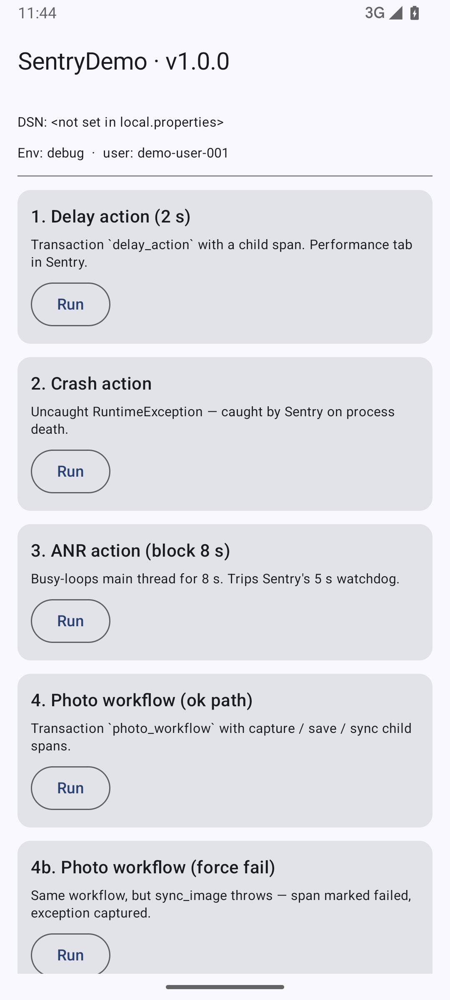 11:44
3G
SentryDemo · v1.0.0
DSN: <not set in local.properties>
Env: debug · user: demo-user-001
1. Delay action (2 s)
Transaction `delay_action` with a child span. Performance tab
in Sentry.
Run
2. Crash action
Uncaught RuntimeException — caught by Sentry on process
death.
Run
3. ANR action (block 8 s)
Busy-loops main thread for 8 s. Trips Sentry's 5 s watchdog.
Run
4. Photo workflow (ok path)
Transaction `photo_workflow` with capture / save / sync child
spans.
Run
4b. Photo workflow (force fail)
Same workflow, but sync_image throws — span marked failed,
exception captured.
Run